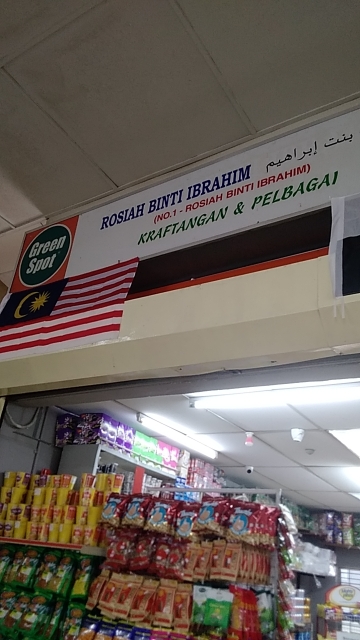 بنت إبراهيم
ROSIAH BINTI IBRAHIM
(NO.1 - ROSIAH BINTI IBRAHIM)
KRAFTANGAN & PELBAGAI
Green
Spot